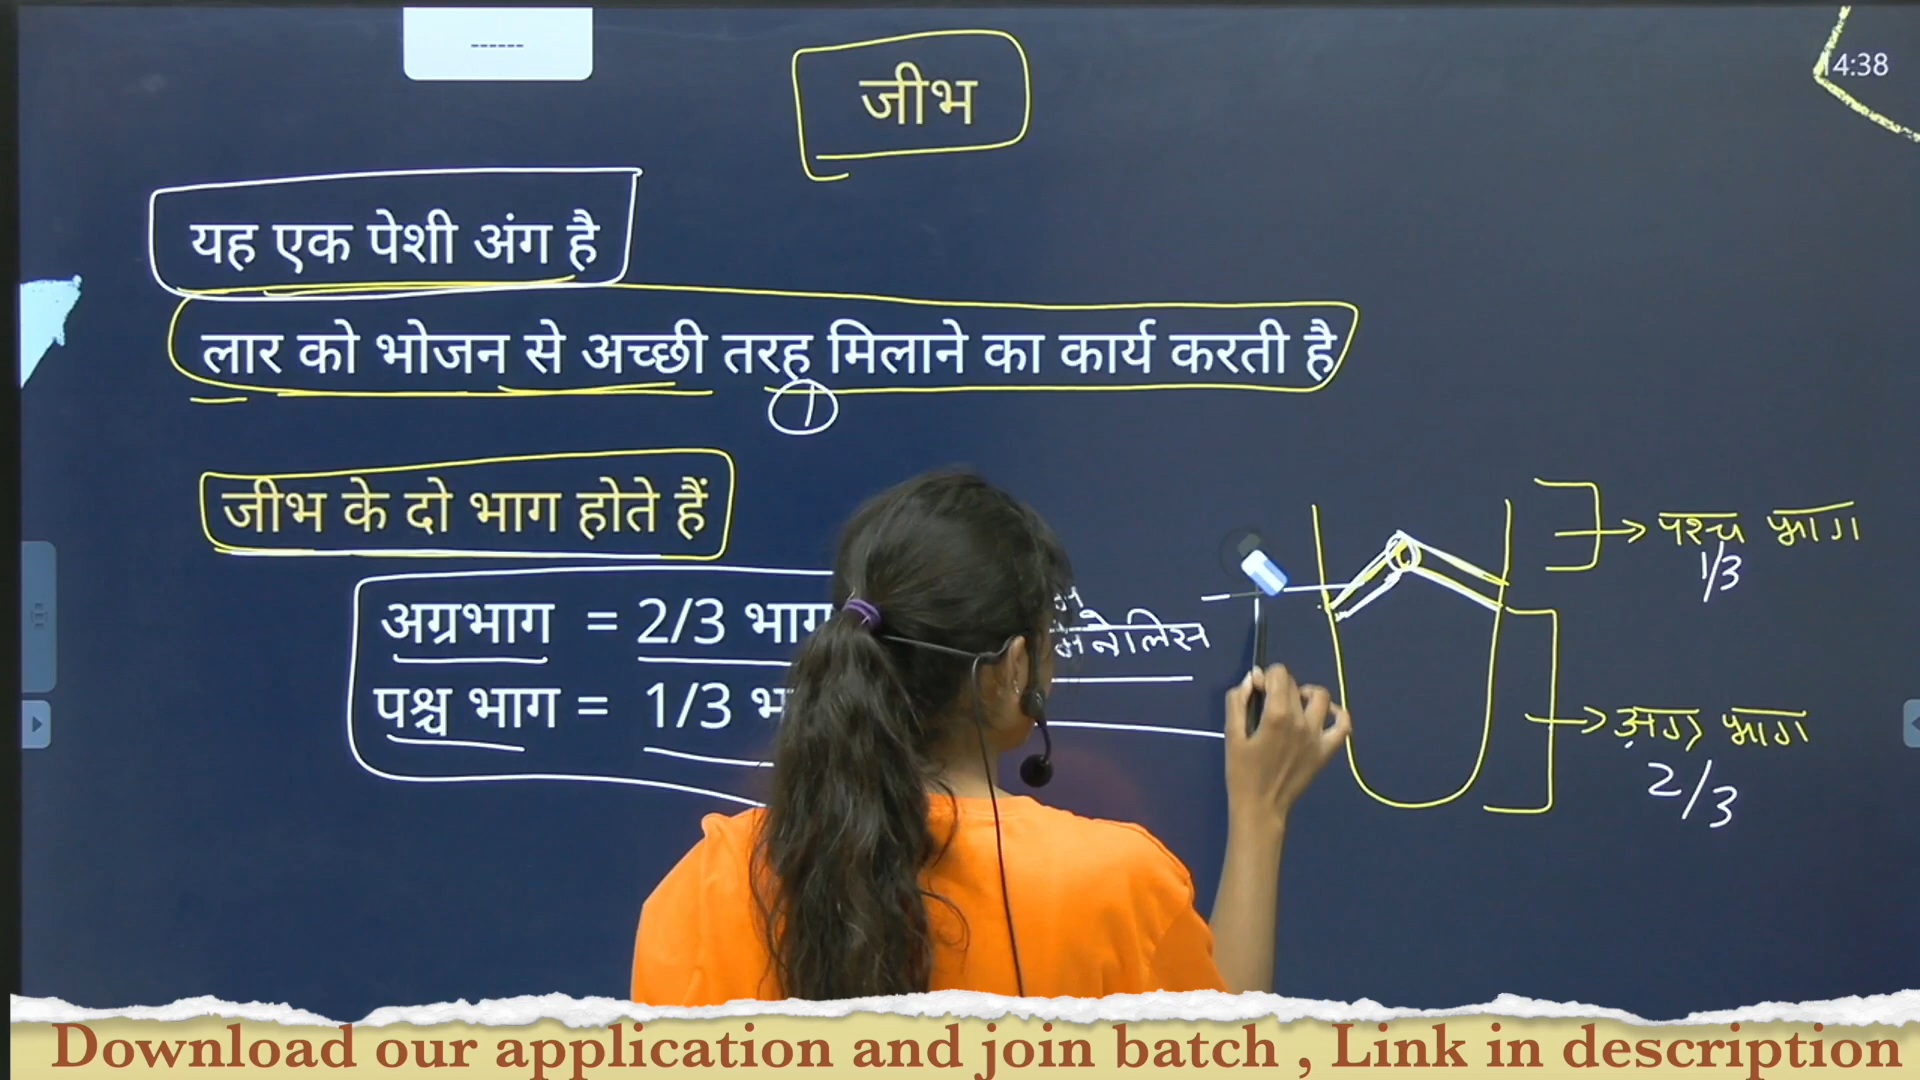 ------
4:38
जीभ
यह एक पेशी अंग है
लार को भोजन से अच्छी तरह मिलाने का कार्य करती है
1
जीभ के दो भाग होते हैं
अग्रभाग = 2/3 भाग
पश्च भाग = 1/3
पश्च भाग
1/3
अग्र भाग
2/3
Download our application and join batch , Link in description